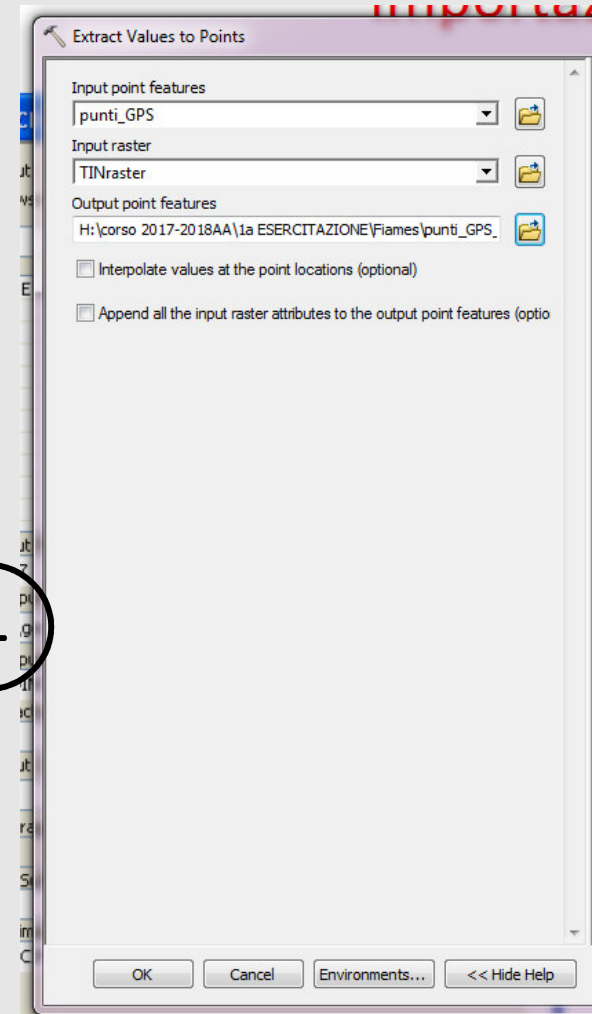 Extract Values to Points
Input point features
punti_GPS
Input raster
TINraster
Output point features
H:\corso 2017-2018AA\1a ESERCITAZIONE\Fiames\punti_GPS_
Interpolate values at the point locations (optional)
Append all the input raster attributes to the output point features (optio
OK
Cancel
Environments...
<< Hide Help